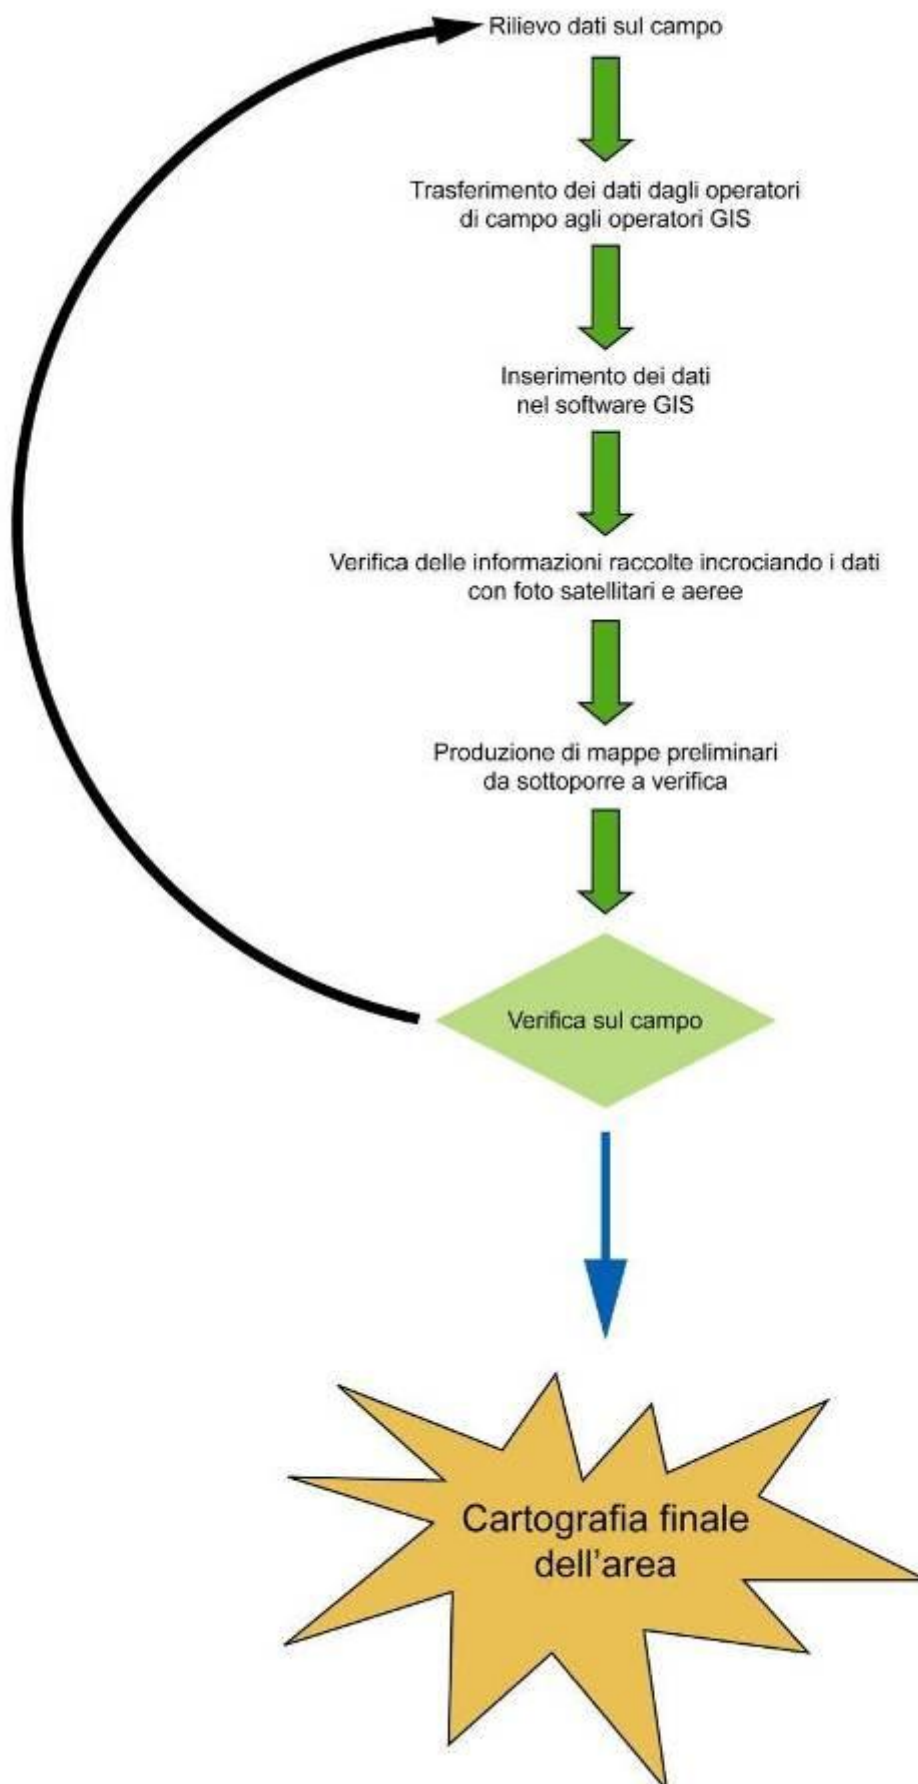 Rilievo dati sul campo
Trasferimento dei dati dagli operatori
di campo agli operatori GIS
Inserimento dei dati
nel software GIS
Verifica delle informazioni raccolte incrociando i dati
con foto satellitari e aeree
Produzione di mappe preliminari
da sottoporre a verifica
Verifica sul campo
Cartografia finale
dell'area